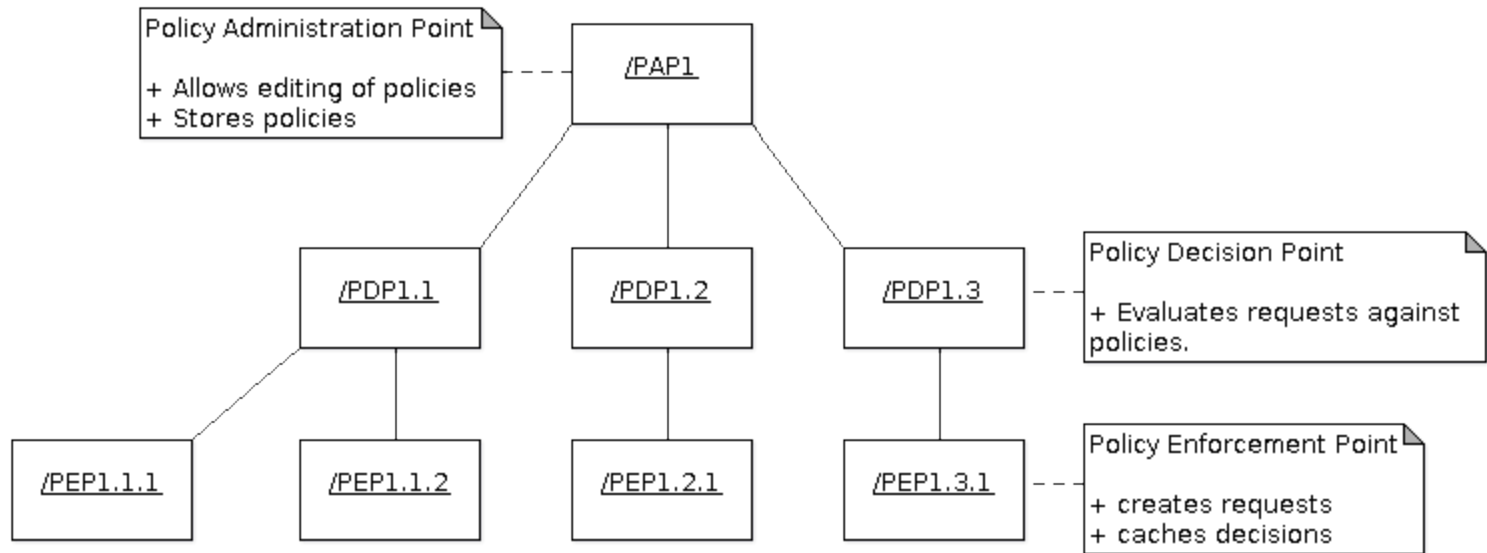 Policy Administration Point
+ Allows editing of policies
+ Stores policies
/PAP1
/PDP1.1
/PDP1.2
/PDP1.3
Policy Decision Point
+ Evaluates requests against
policies.
/PEP1.1.1
/PEP1.1.2
/PEP1.2.1
/PEP1.3.1
Policy Enforcement Point
+ creates requests
+ caches decisions